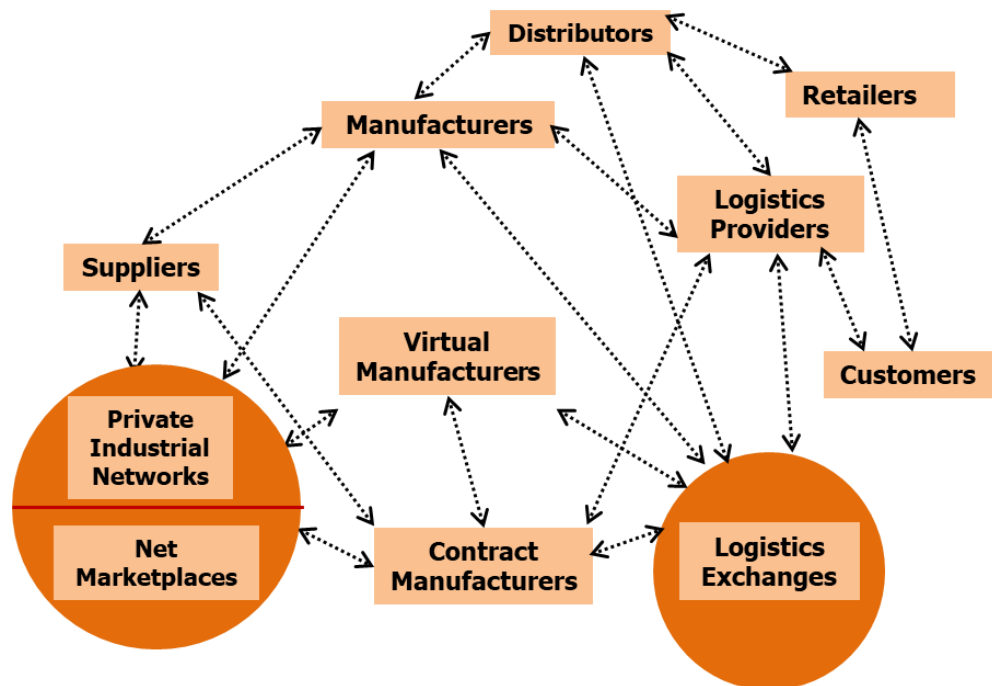 Distributors
Retailers
Manufacturers
Logistics
Providers
Suppliers
Virtual
Manufacturers
Customers
Private
Industrial
Networks
Net
Marketplaces
Contract
Manufacturers
Logistics
Exchanges